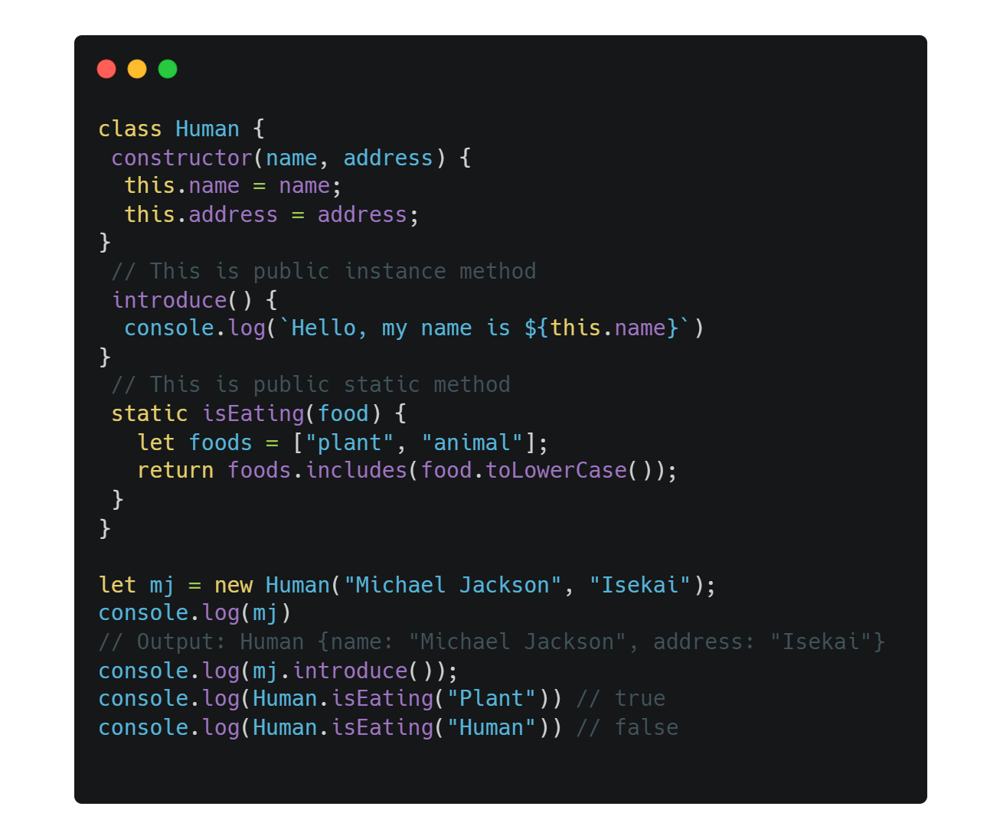 class Human {
 constructor(name, address) {
  this.name = name;
  this.address = address;
}
 // This is public instance method
 introduce() {
  console.log(`Hello, my name is ${this.name}`)
}
 // This is public static method
 static isEating(food) {
   let foods = ["plant", "animal"];
   return foods.includes(food.toLowerCase());
 }
}

let mj = new Human("Michael Jackson", "Isekai");
console.log(mj)
// Output: Human {name: "Michael Jackson", address: "Isekai"}
console.log(mj.introduce());
console.log(Human.isEating("Plant")) // true
console.log(Human.isEating("Human")) // false